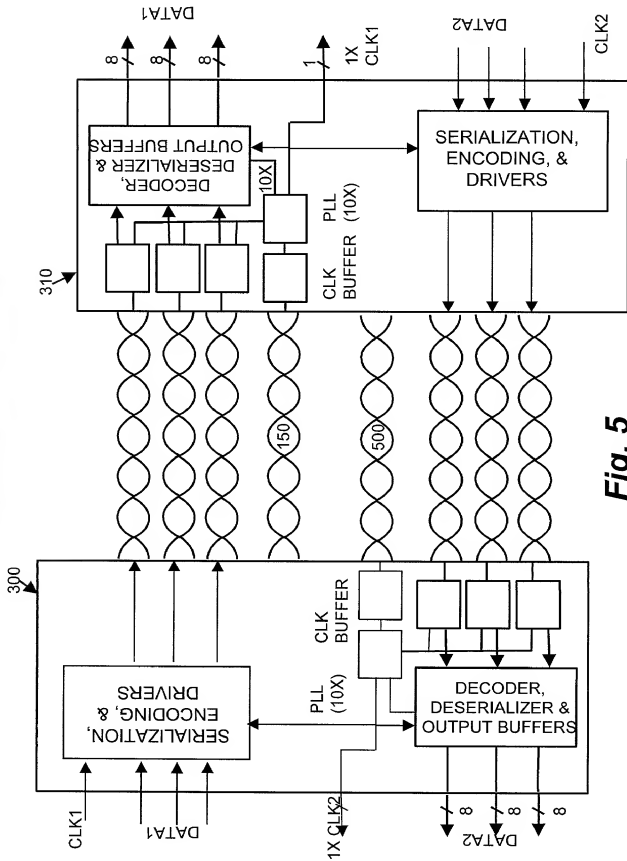 DATA1
8
8
8
1
1X
CLK1
DATA2
CLK2
DECODER,
DESERIALIZER &
OUTPUT BUFFERS
10X
PLL
(10X)
CLK
BUFFER
SERIALIZATION,
ENCODING, &
DRIVERS
310
150
500
Fig. 5
300
SERIALIZATION,
ENCODING, &
DRIVERS
CLK
BUFFER
PLL
(10X)
DECODER,
DESERIALIZER &
OUTPUT BUFFERS
CLK1
DATA1
1X CLK2
8
8
8
DATA2